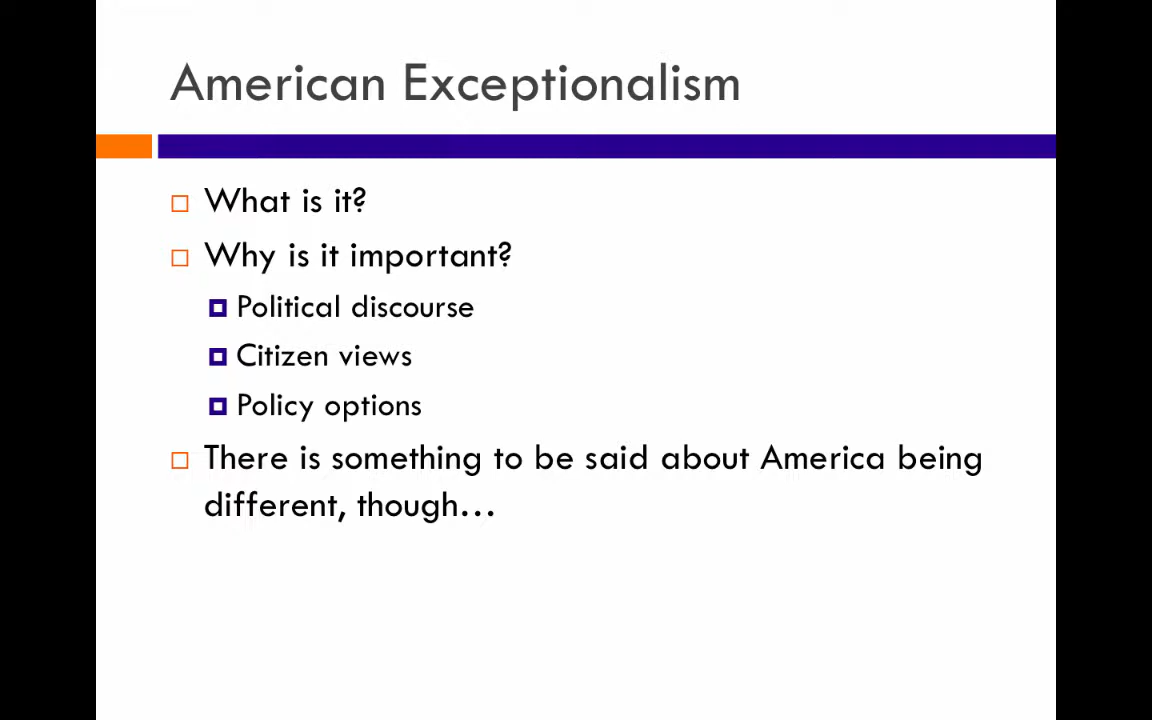 American Exceptionalism
What is it?
Why is it important?
Political discourse
Citizen views
Policy options
There is something to be said about America being
different, though...